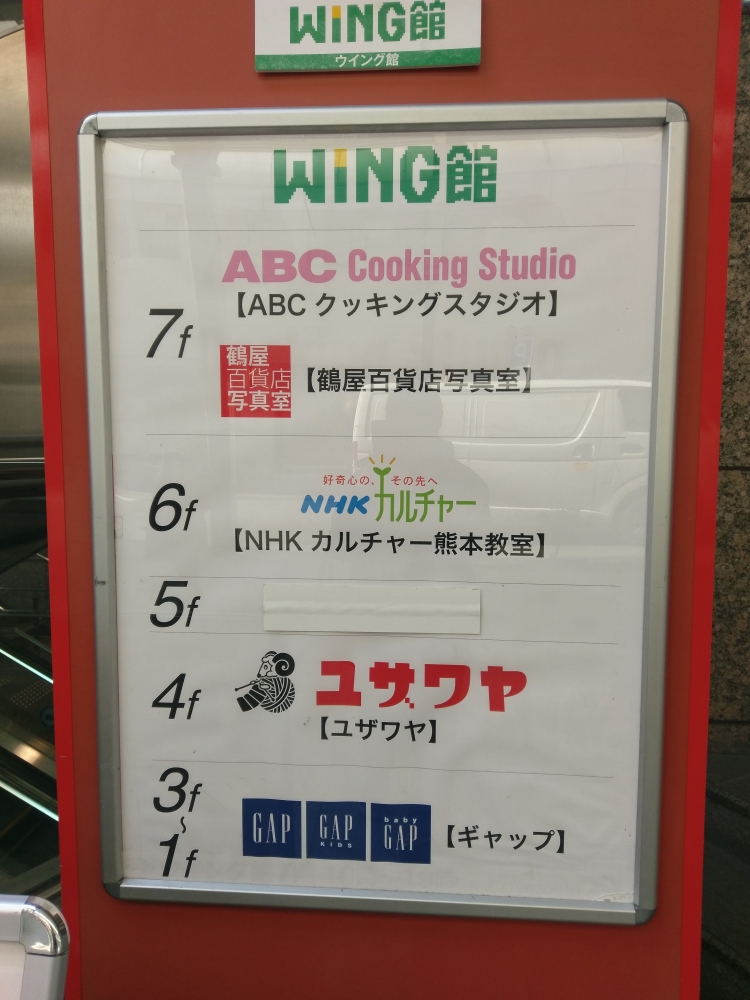 WiNG館
ウイング館
WiNG館
7f
ABC Cooking Studio
【ABC クッキングスタジオ】
鶴屋
百貨店
写真室
【鶴屋百貨店写真室】
6f
好奇心の、その先へ
NHKカルチャー
【NHK カルチャー熊本教室】
5f
4f
ユザワヤ
【ユザワヤ】
3f
~
1f
GAP
GAP
KIDS
baby
GAP
【ギャップ】